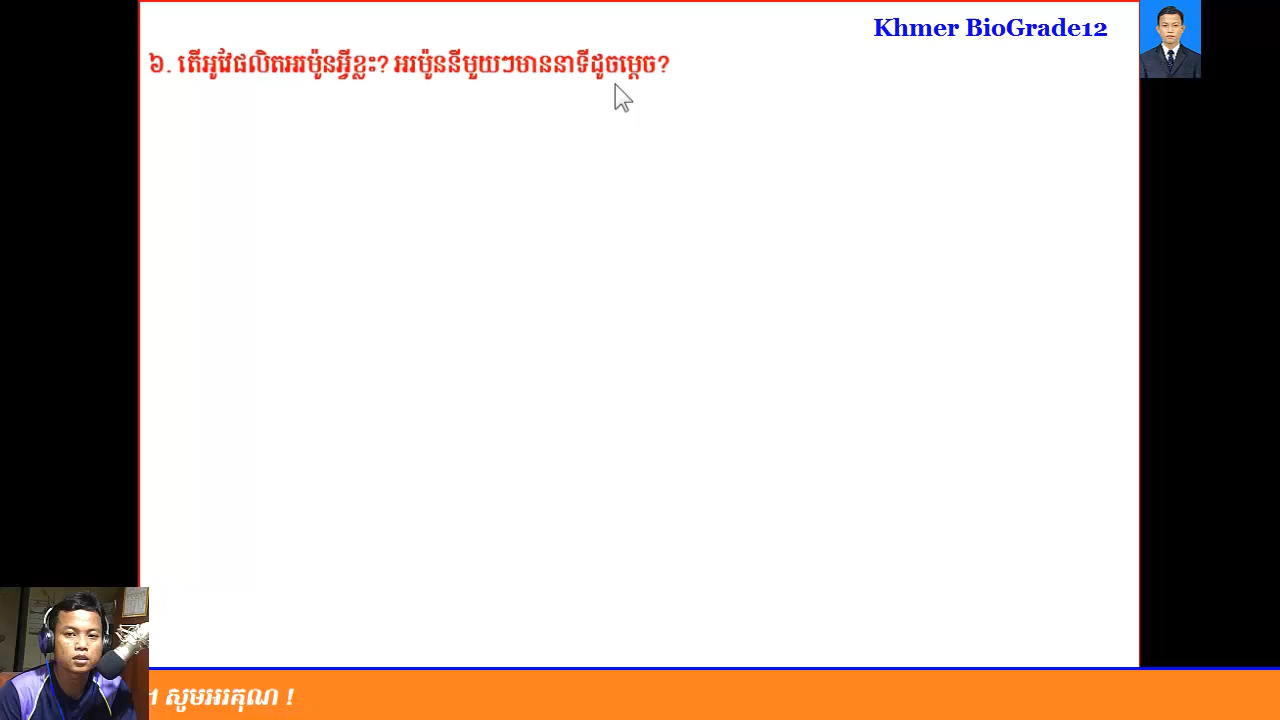 Khmer BioGrade12
៦. តើអូវែផលិតអរម៉ូនអ្វីខ្លះ? អរម៉ូននីមួយៗមាននាទីដូចម្ដេច?
សូមអរគុណ !